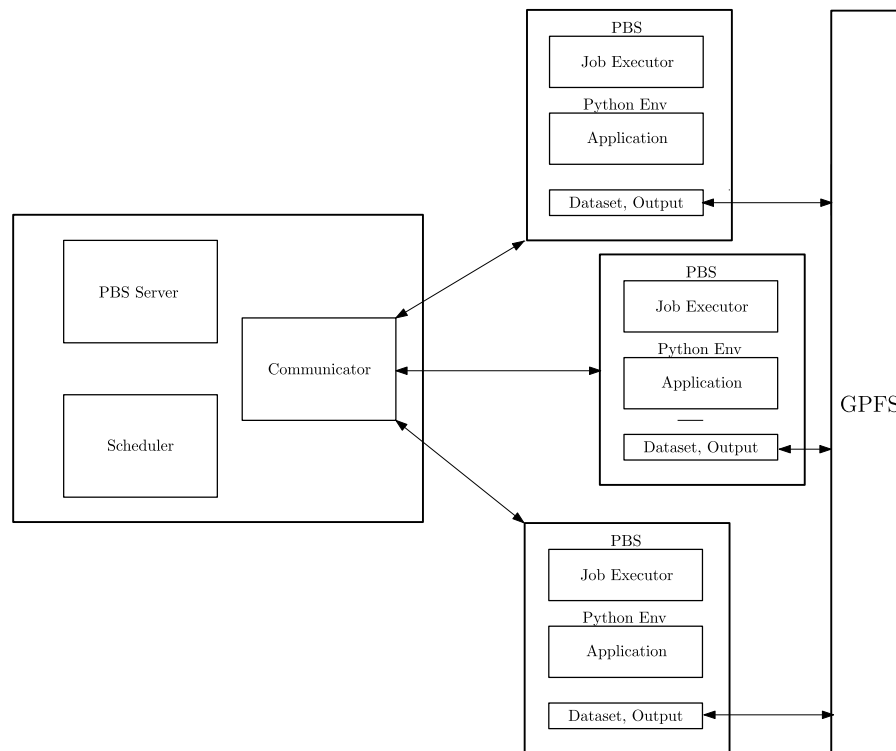 PBS
Job Executor
Python Env
Application
Dataset, Output
PBS Server
Scheduler
Communicator
PBS
Job Executor
Python Env
Application
Dataset, Output
GPFS
PBS
Job Executor
Python Env
Application
Dataset, Output